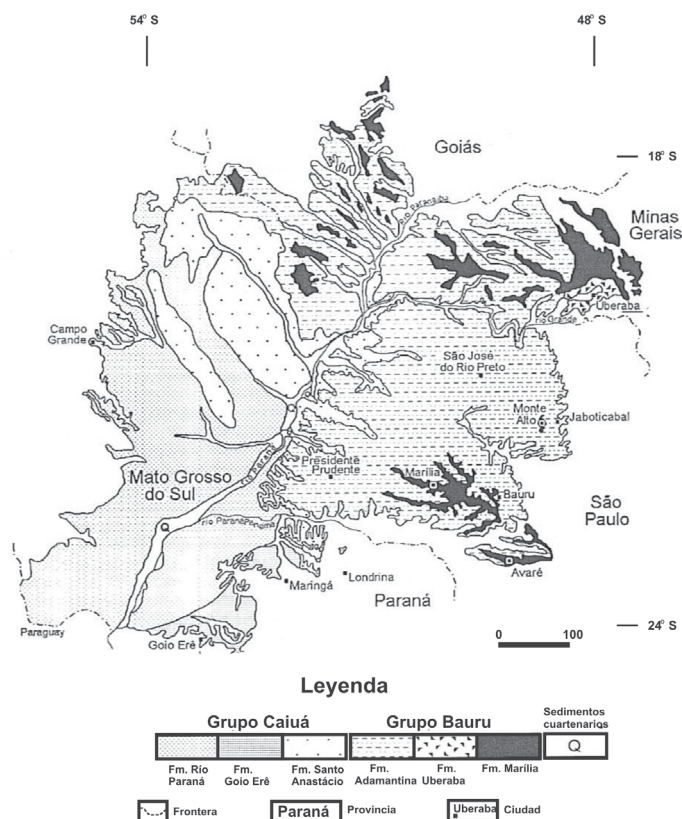 54° S
48° S
Goiás
18° S
Rio Paranaíba
Minas
Gerais
Uberaba
Rio Grande
Campo
Grande
São José
do Rio Preto
Monte
Alto
Jaboticabal
Mato Grosso
do Sul
Rio Paraná
Presidente
Prudente
Marília
Bauru
São
Paulo
Q
Rio ParanáPanomá
Avaré
Maringá
Londrina
Paraná
Paraguay
Goio Erê
24° S
0 100
Leyenda
Grupo Caiuá
Grupo Bauru
Sedimentos
cuartenarios
Q
Fm. Río
Paraná
Fm.
Goio Erê
Fm. Santo
Anastácio
Fm.
Adamantina
Fm.
Uberaba
Fm. Marília
Frontera
Paraná
Provincia
Uberaba
Ciudad